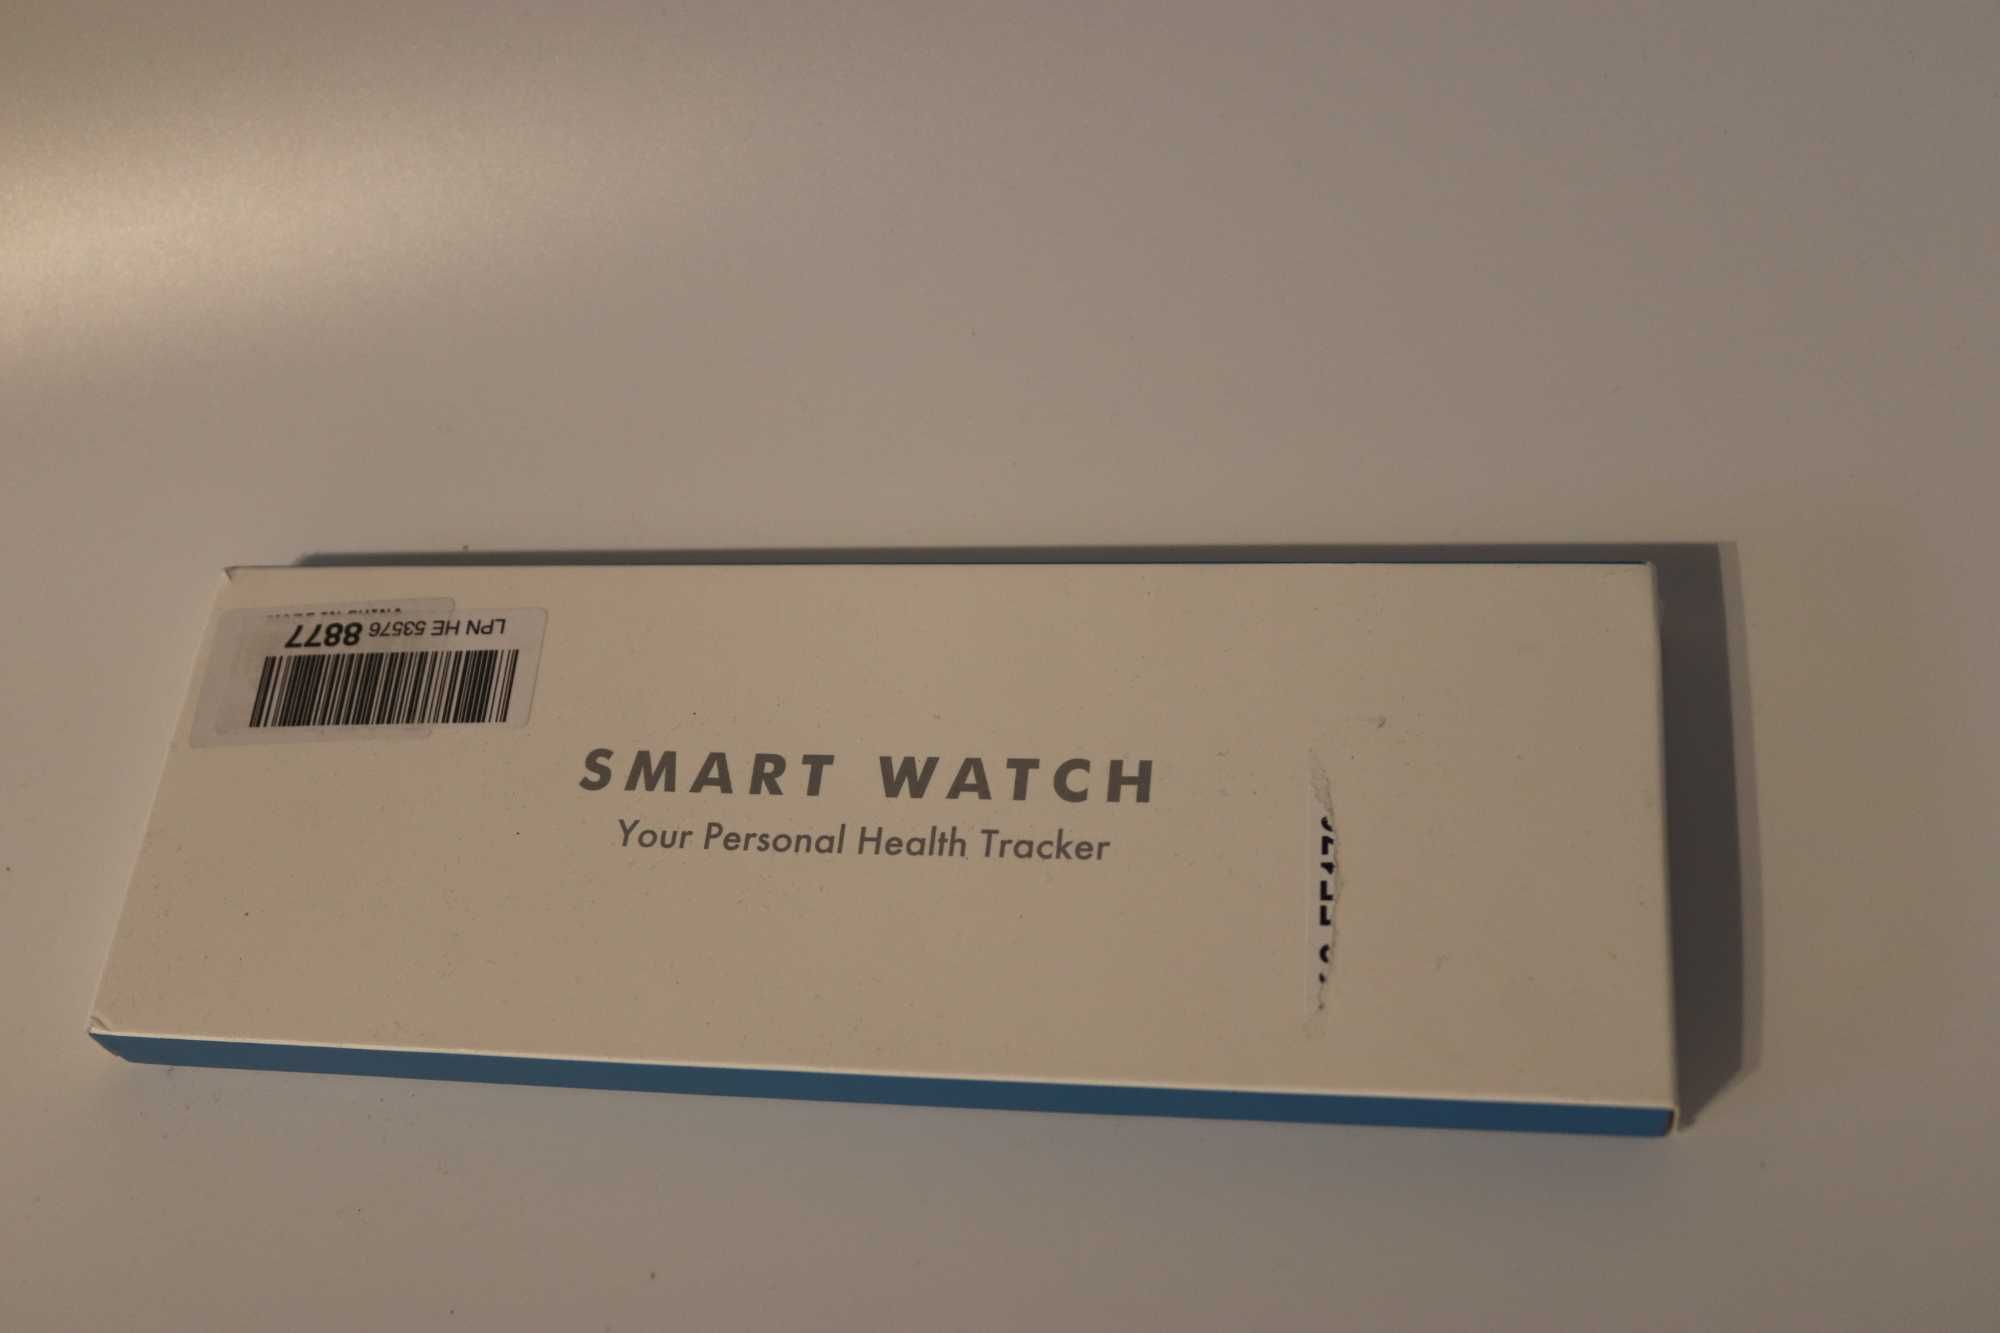 LPN HE 53576 8877
SMART WATCH
Your Personal Health Tracker